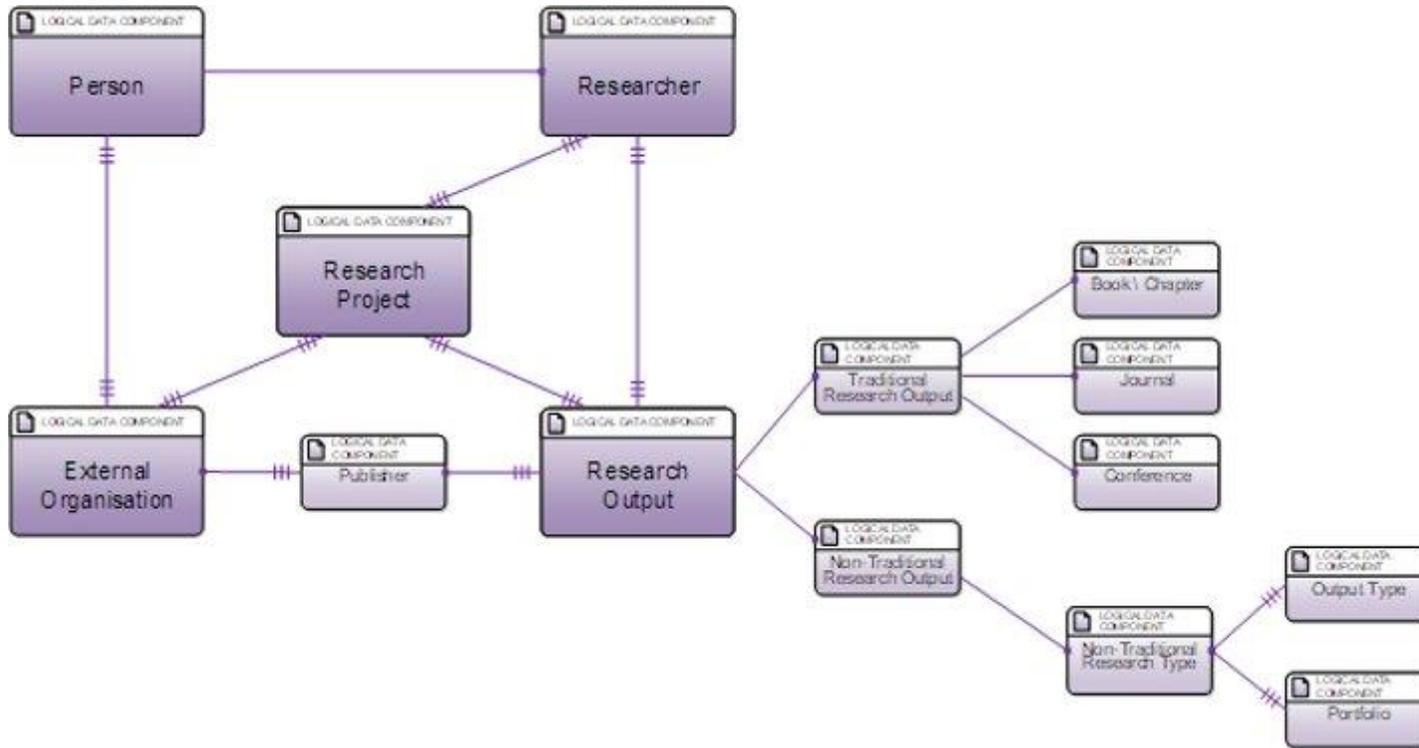 LOGICAL DATA COMPONENT
Person
LOGICAL DATA COMPONENT
Researcher
LOGICAL DATA COMPONENT
Research
Project
LOGICAL DATA COMPONENT
External
Organisation
LOGICAL DATA
COMPONENT
Publisher
LOGICAL DATA COMPONENT
Research
Output
LOGICAL DATA
COMPONENT
Traditional
Research Output
LOGICAL DATA
COMPONENT
Book \ Chapter
LOGICAL DATA
COMPONENT
Journal
LOGICAL DATA
COMPONENT
Conference
LOGICAL DATA
COMPONENT
Non-Traditional
Research Output
LOGICAL DATA
COMPONENT
Non-Traditional
Research Type
LOGICAL DATA
COMPONENT
Output Type
LOGICAL DATA
COMPONENT
Portfolio